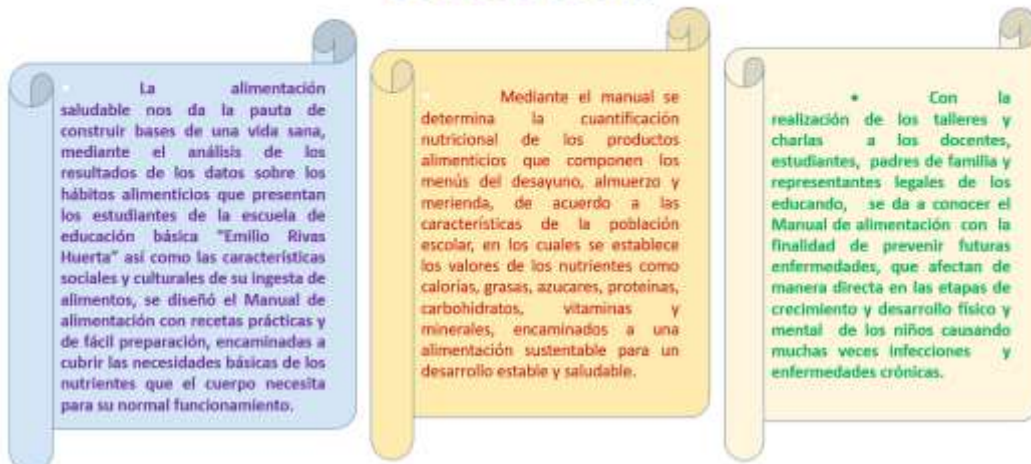 La alimentación
saludable nos da la pauta de
construir bases de una vida sana,
mediante el análisis de los
resultados de los datos sobre los
hábitos alimenticios que presentan
los estudiantes de la escuela de
educación básica "Emilio Rivas
Huerta" así como las características
sociales y culturales de su ingesta de
alimentos, se diseñó el Manual de
alimentación con recetas prácticas y
de fácil preparación, encaminadas a
cubrir las necesidades básicas de los
nutrientes que el cuerpo necesita
para su normal funcionamiento.
Mediante el manual se
determina la cuantificación
nutricional de los productos
alimenticios que componen los
menús del desayuno, almuerzo y
merienda, de acuerdo a las
características de la población
escolar, en los cuales se establece
los valores de los nutrientes como
calorías, grasas, azucares, proteínas,
carbohidratos, vitaminas y
minerales, encaminados a una
alimentación sustentable para un
desarrollo estable y saludable.
• Con la
realización de los talleres y
charlas a los docentes,
estudiantes, padres de familia y
representantes legales de los
educando, se da a conocer el
Manual de alimentación con la
finalidad de prevenir futuras
enfermedades, que afectan de
manera directa en las etapas de
crecimiento y desarrollo físico y
mental de los niños causando
muchas veces infecciones y
enfermedades crónicas.